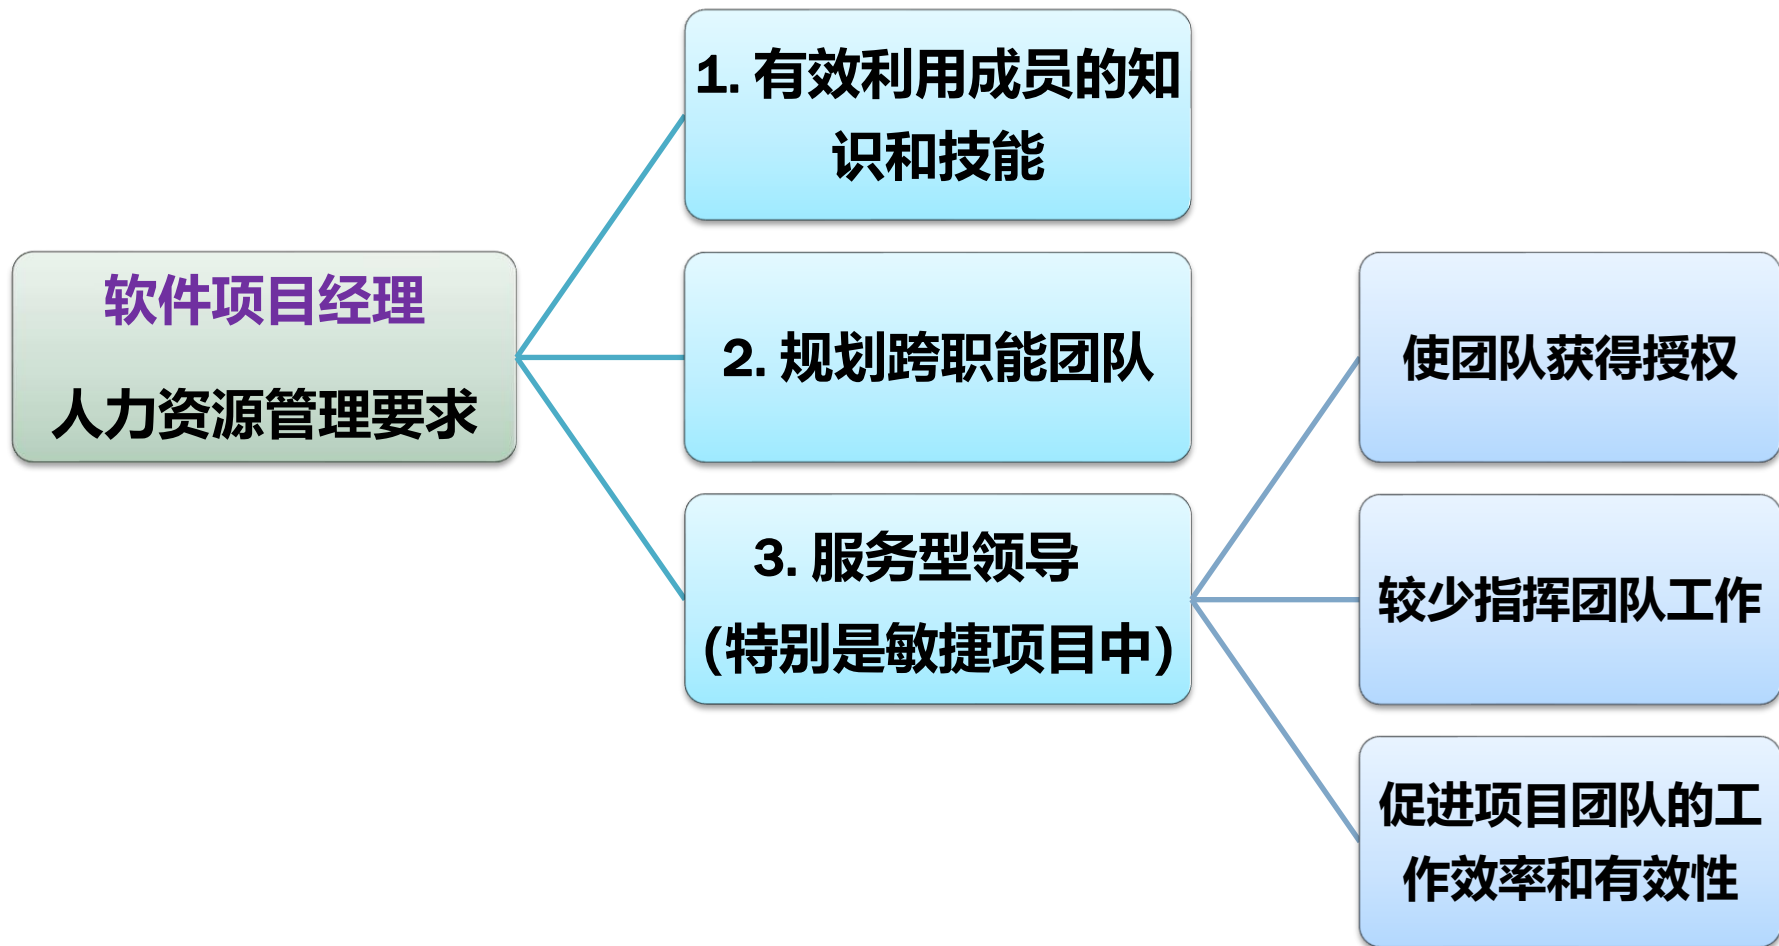 软件项目经理
人力资源管理要求
1. 有效利用成员的知
识和技能
2. 规划跨职能团队
3. 服务型领导
(特别是敏捷项目中)
使团队获得授权
较少指挥团队工作
促进项目团队的工
作效率和有效性